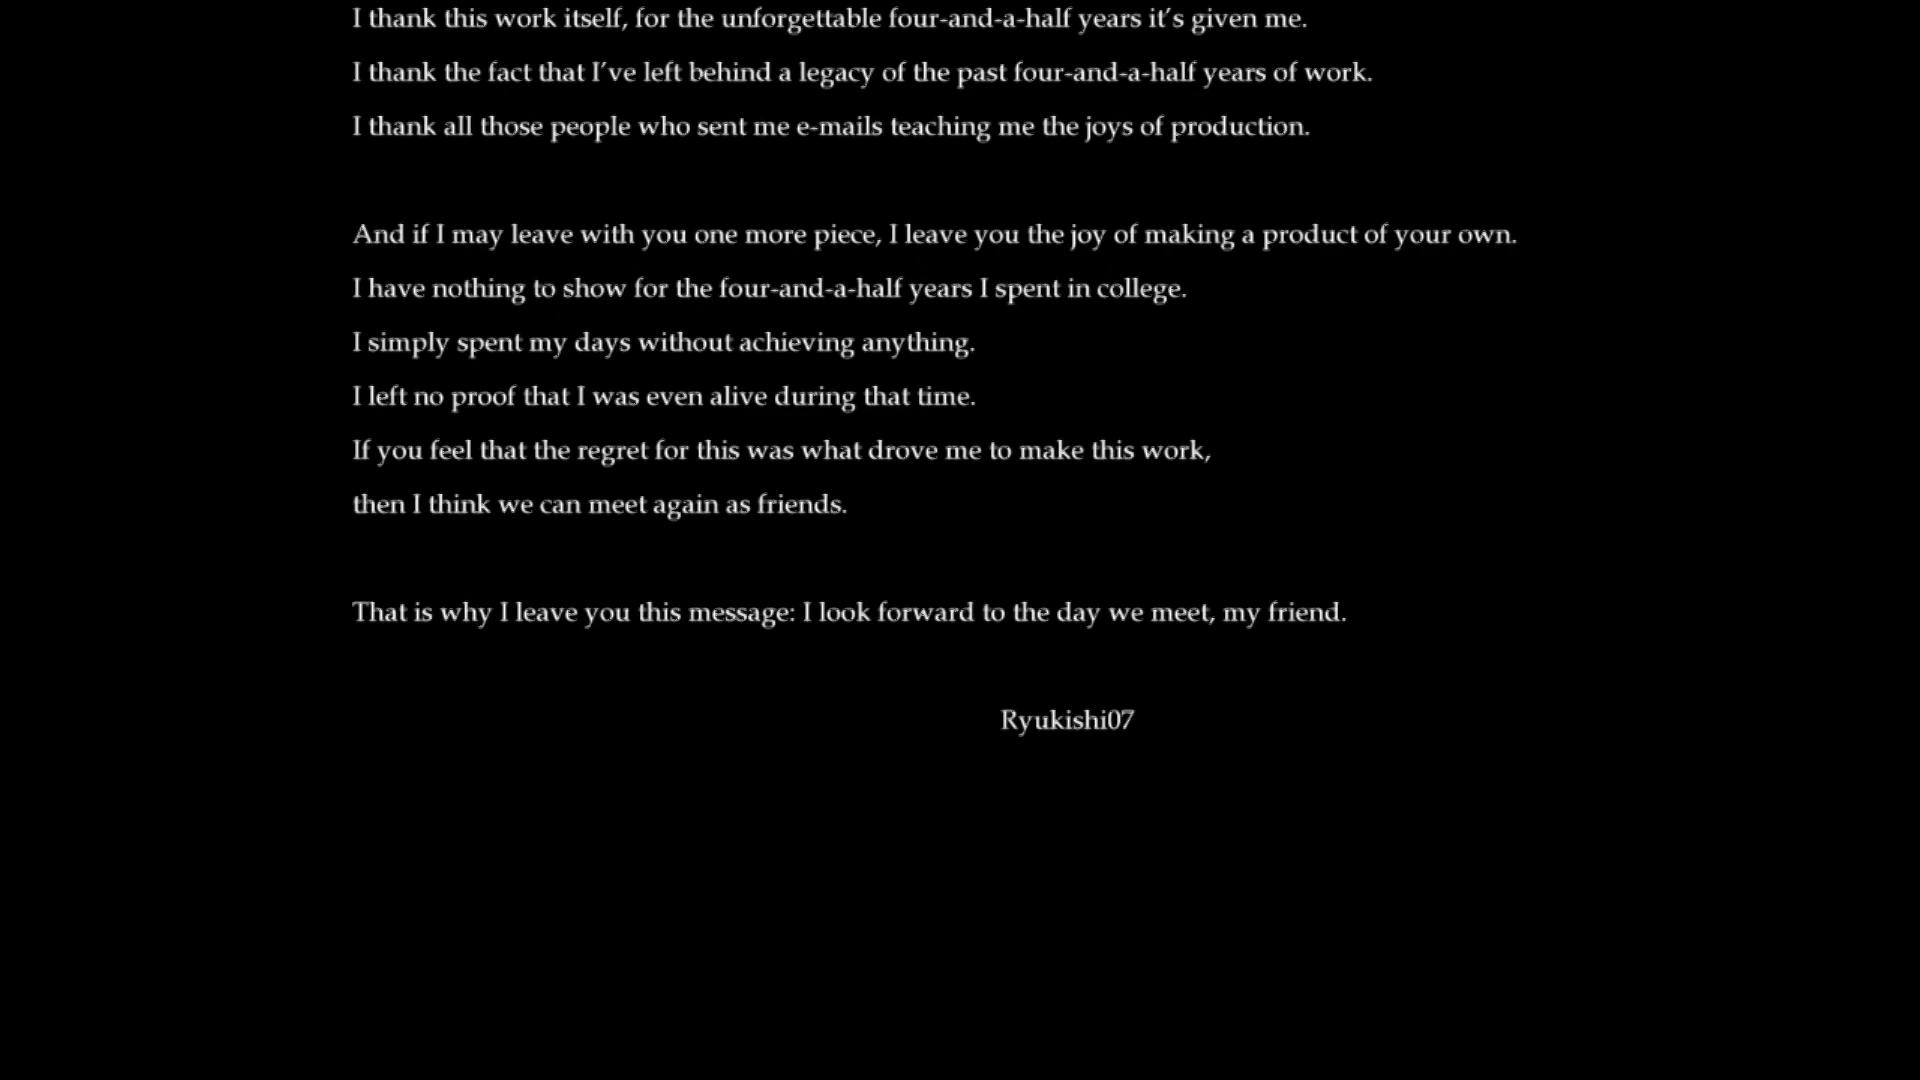 I thank this work itself, for the unforgettable four-and-a-half years it’s given me.
I thank the fact that I’ve left behind a legacy of the past four-and-a-half years of work.
I thank all those people who sent me e-mails teaching me the joys of production.
And if I may leave with you one more piece, I leave you the joy of making a product of your own.
I have nothing to show for the four-and-a-half years I spent in college.
I simply spent my days without achieving anything.
I left no proof that I was even alive during that time.
If you feel that the regret for this was what drove me to make this work,
then I think we can meet again as friends.
That is why I leave you this message: I look forward to the day we meet, my friend.
Ryukishi07